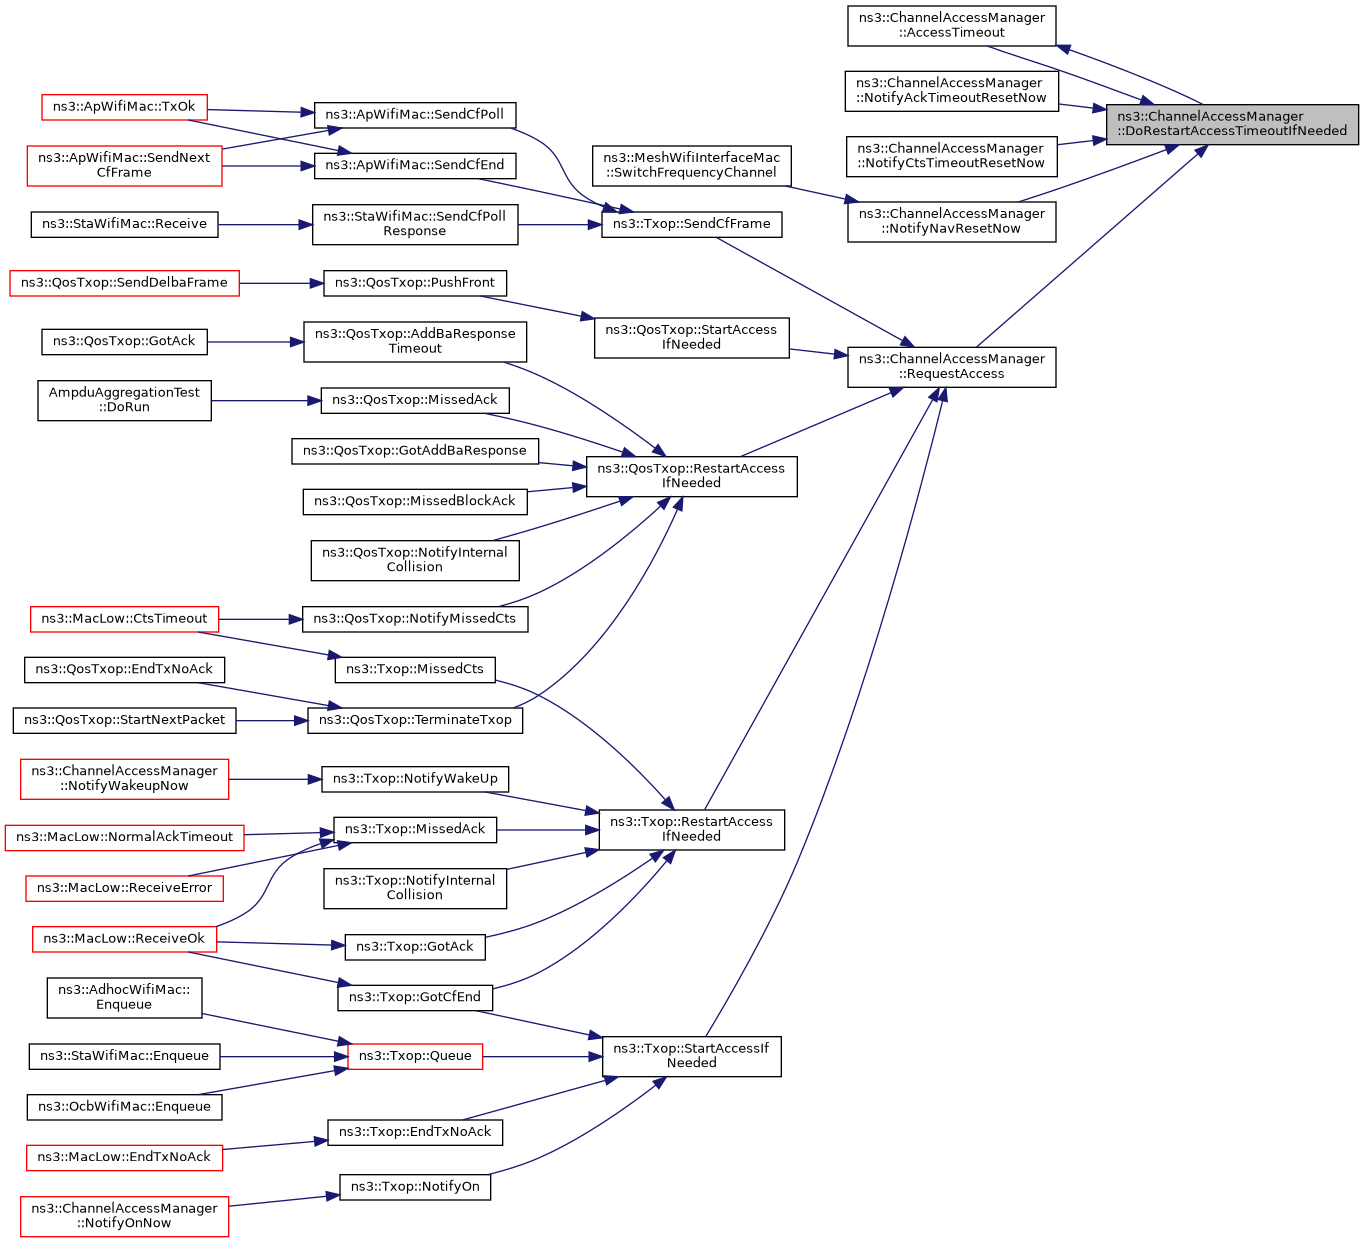 ns3::ChannelAccessManager
::AccessTimeout
ns3::ChannelAccessManager
::NotifyAckTimeoutResetNow
ns3::ChannelAccessManager
::DoRestartAccessTimeoutIfNeeded
ns3::ChannelAccessManager
::NotifyCtsTimeoutResetNow
ns3::ChannelAccessManager
::NotifyNavResetNow
ns3::MeshWifiInterfaceMac
::SwitchFrequencyChannel
ns3::ApWifiMac::TxOk
ns3::ApWifiMac::SendCfPoll
ns3::ApWifiMac::SendNext
CfFrame
ns3::ApWifiMac::SendCfEnd
ns3::StaWifiMac::Receive
ns3::StaWifiMac::SendCfPoll
Response
ns3::Txop::SendCfFrame
ns3::QosTxop::SendDelbaFrame
ns3::QosTxop::PushFront
ns3::QosTxop::StartAccess
IfNeeded
ns3::ChannelAccessManager
::RequestAccess
ns3::QosTxop::GotAck
ns3::QosTxop::AddBaResponse
Timeout
AmpduAggregationTest
::DoRun
ns3::QosTxop::MissedAck
ns3::QosTxop::GotAddBaResponse
ns3::QosTxop::RestartAccess
IfNeeded
ns3::QosTxop::MissedBlockAck
ns3::QosTxop::NotifyInternal
Collision
ns3::MacLow::CtsTimeout
ns3::QosTxop::NotifyMissedCts
ns3::QosTxop::EndTxNoAck
ns3::Txop::MissedCts
ns3::QosTxop::StartNextPacket
ns3::QosTxop::TerminateTxop
ns3::ChannelAccessManager
::NotifyWakeupNow
ns3::Txop::NotifyWakeUp
ns3::MacLow::NormalAckTimeout
ns3::Txop::MissedAck
ns3::Txop::RestartAccess
IfNeeded
ns3::MacLow::ReceiveError
ns3::Txop::NotifyInternal
Collision
ns3::MacLow::ReceiveOk
ns3::Txop::GotAck
ns3::AdhocWifiMac::
Enqueue
ns3::Txop::GotCfEnd
ns3::StaWifiMac::Enqueue
ns3::Txop::Queue
ns3::Txop::StartAccessIf
Needed
ns3::OcbWifiMac::Enqueue
ns3::Txop::EndTxNoAck
ns3::MacLow::EndTxNoAck
ns3::Txop::NotifyOn
ns3::ChannelAccessManager
::NotifyOnNow